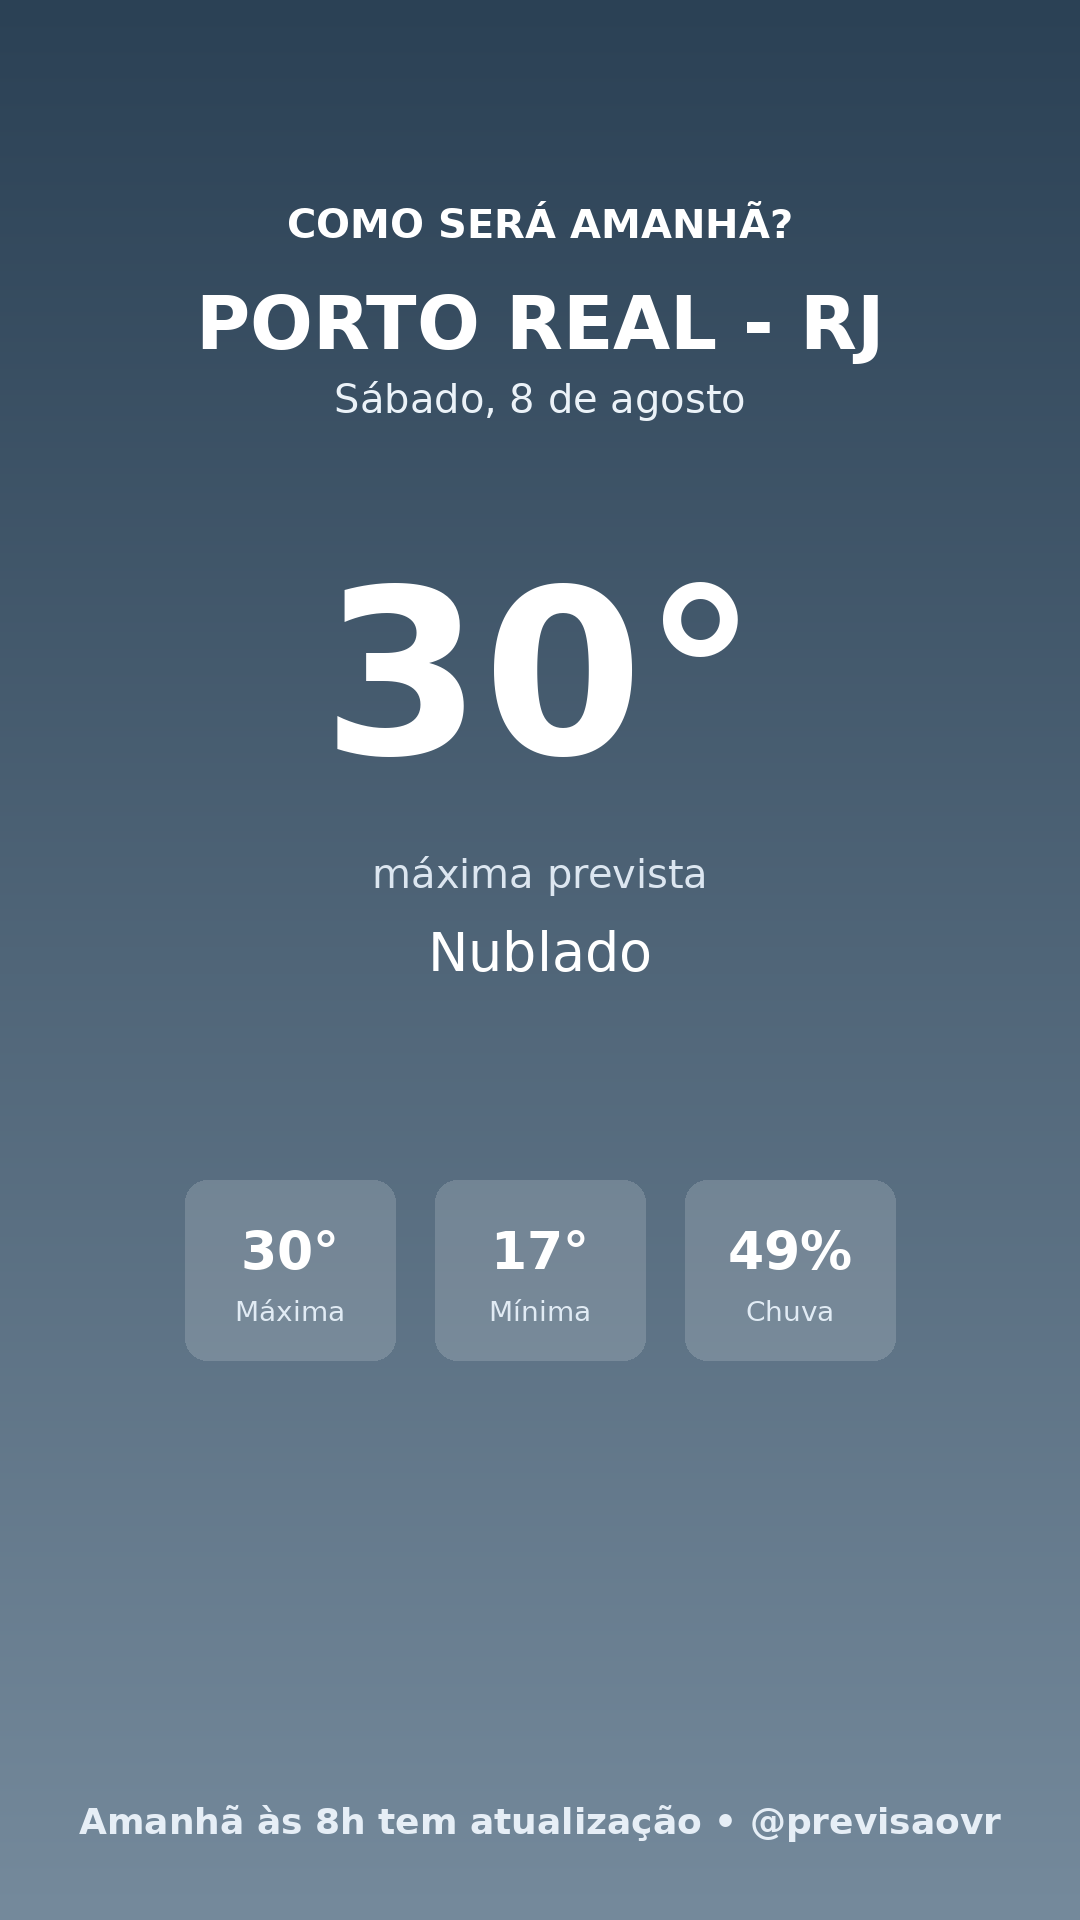 COMO SERÁ AMANHÃ?
PORTO REAL - RJ
Sábado, 8 de agosto
30°
máxima prevista
Nublado
30° 17° 49%
Máxima Mínima Chuva
Amanhã às 8h tem atualização • @previsaovr